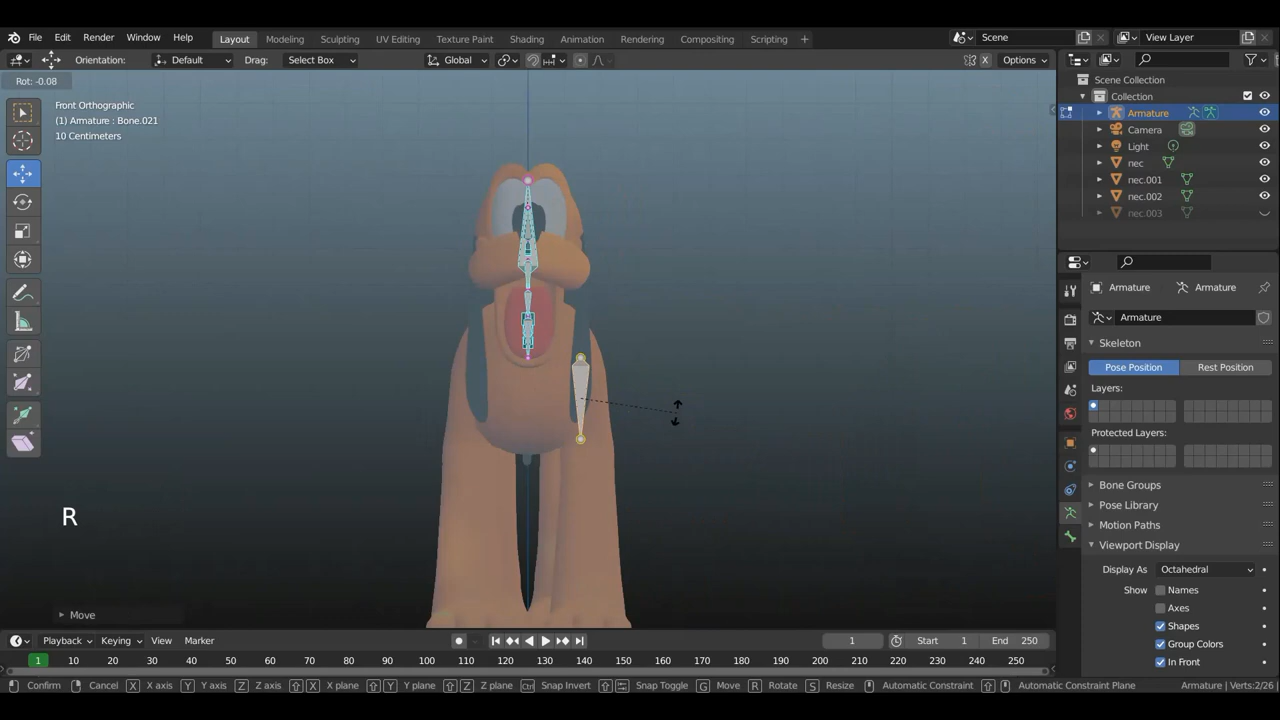 File Edit Render Window Help Layout Modeling Sculpting UV Editing Texture Paint Shading Animation Rendering Compositing Scripting + Scene View Layer
Orientation: Default Drag: Select Box Global X Options
Rot: -0.08
Front Orthographic
(1) Armature : Bone.021
10 Centimeters
Scene Collection
Collection
Armature
Camera
Light
nec
nec.001
nec.002
nec.003
Armature Armature
Armature
Skeleton
Pose Position Rest Position
Layers:
Protected Layers:
Bone Groups
Pose Library
Motion Paths
Viewport Display
Display As Octahedral
Show Names
Axes
Shapes
Group Colors
In Front
R
Move
Playback Keying View Marker 1 Start 1 End 250
1 10 20 30 40 50 60 70 80 90 100 110 120 130 140 150 160 170 180 190 200 210 220 230 240 250
Confirm Cancel X X axis Y Y axis Z Z axis X X plane Y Y plane Z Z plane Ctrl Snap Invert Snap Toggle G Move R Rotate S Resize Automatic Constraint Automatic Constraint Plane Armature | Verts:2/26